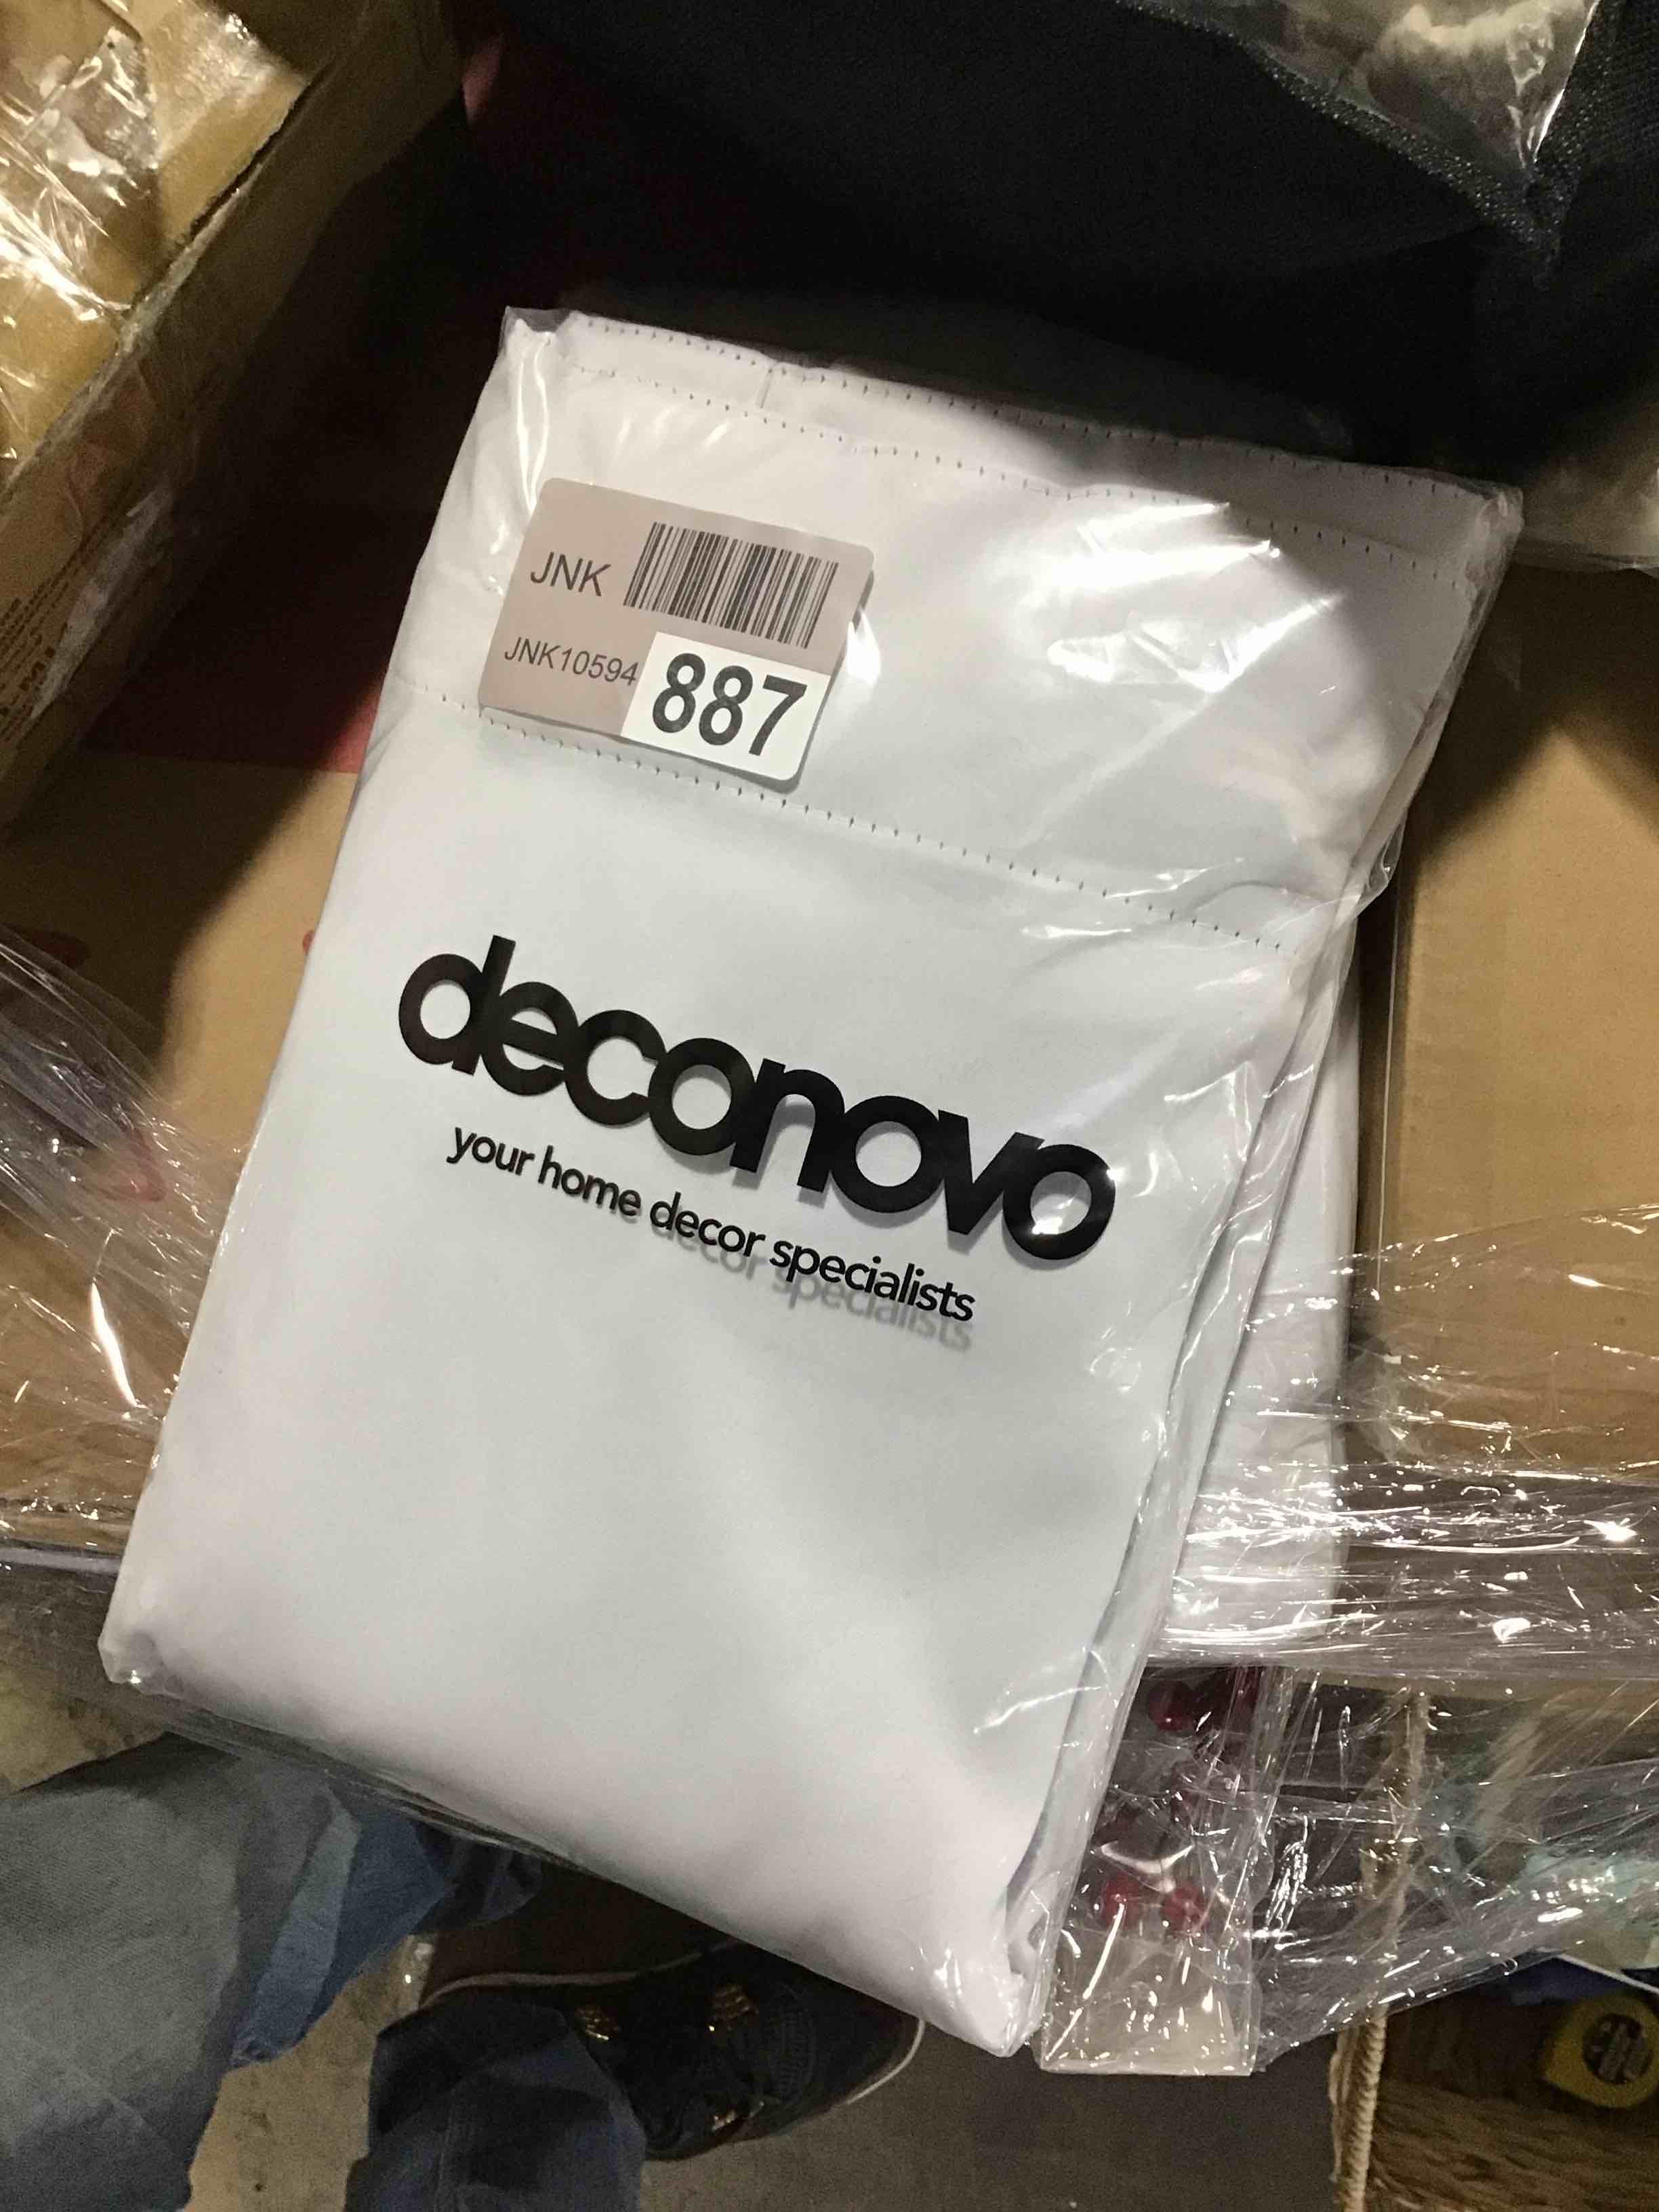 JNK
JNK10594
887
deconovo
your home decor specialists